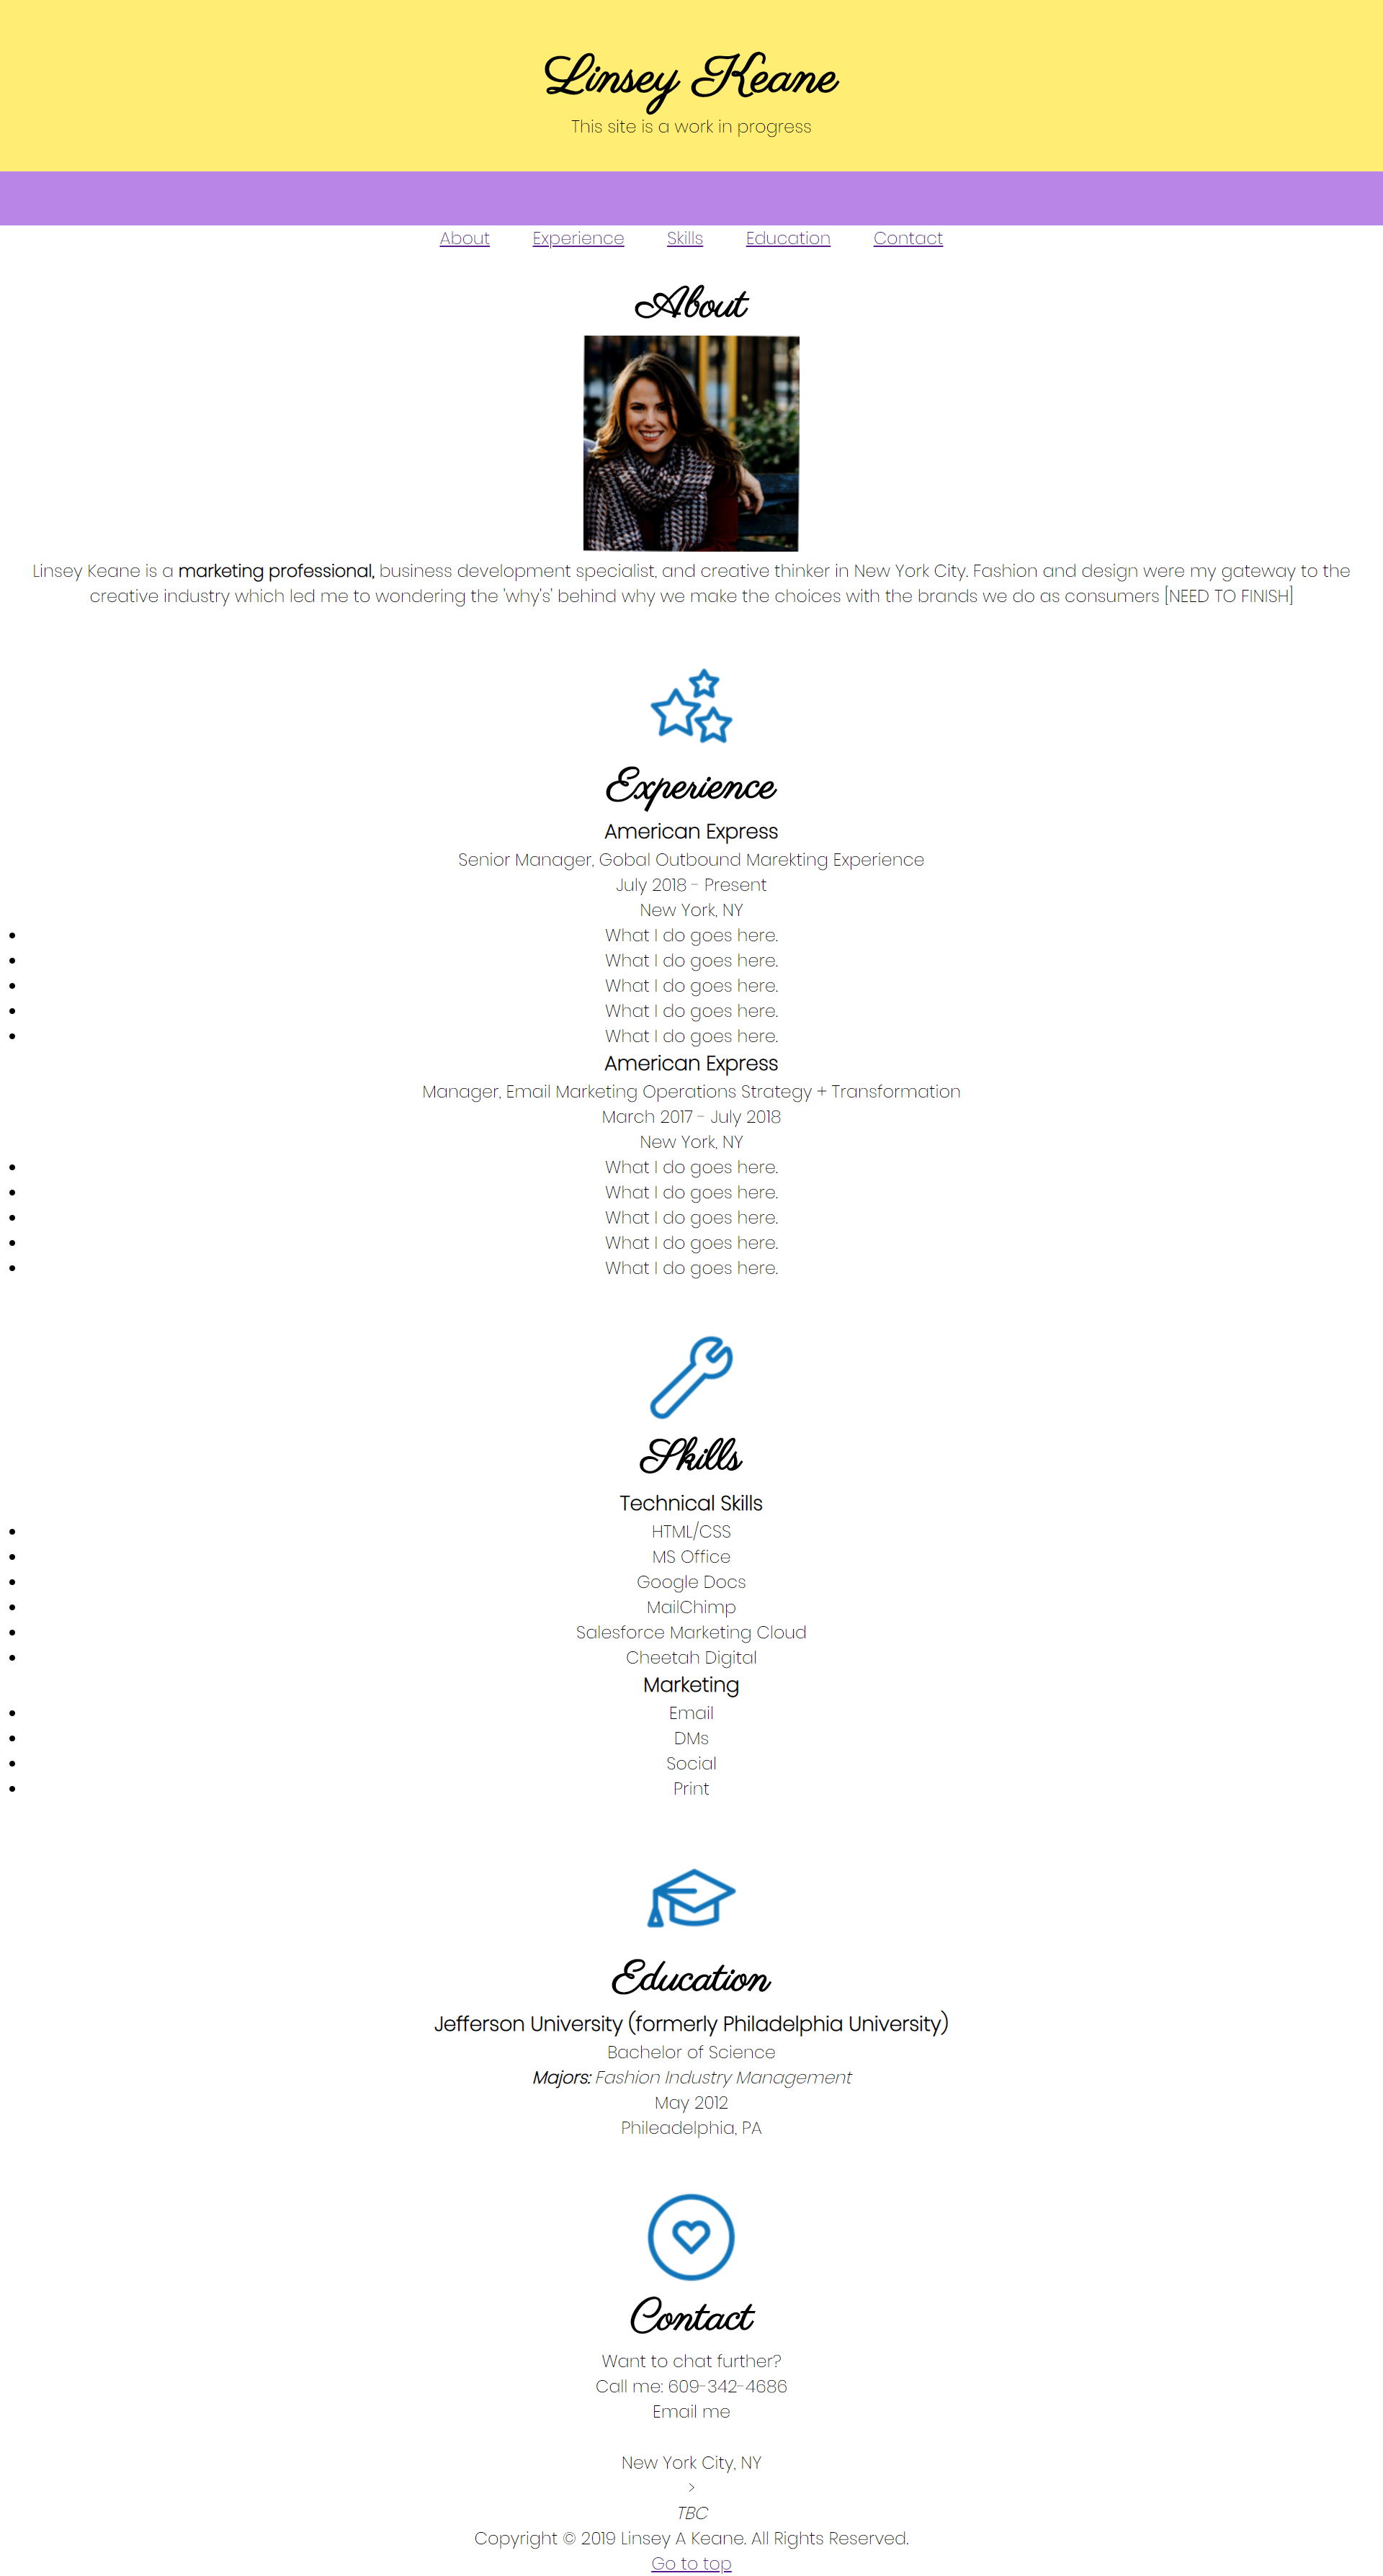 Linsey Keane
This site is a work in progress
About Experience Skills Education Contact
About
Linsey Keane is a marketing professional, business development specialist, and creative thinker in New York City. Fashion and design were my gateway to the
creative industry which led me to wondering the 'why's' behind why we make the choices with the brands we do as consumers [NEED TO FINISH]
Experience
American Express
Senior Manager, Gobal Outbound Marekting Experience
July 2018 - Present
New York, NY
What I do goes here.
What I do goes here.
What I do goes here.
What I do goes here.
What I do goes here.
American Express
Manager, Email Marketing Operations Strategy + Transformation
March 2017 - July 2018
New York, NY
What I do goes here.
What I do goes here.
What I do goes here.
What I do goes here.
What I do goes here.
Skills
Technical Skills
HTML/CSS
MS Office
Google Docs
MailChimp
Salesforce Marketing Cloud
Cheetah Digital
Marketing
Email
DMs
Social
Print
Education
Jefferson University (formerly Philadelphia University)
Bachelor of Science
Majors: Fashion Industry Management
May 2012
Phileadelphia, PA
Contact
Want to chat further?
Call me: 609-342-4686
Email me
New York City, NY
>
TBC
Copyright © 2019 Linsey A Keane. All Rights Reserved.
Go to top